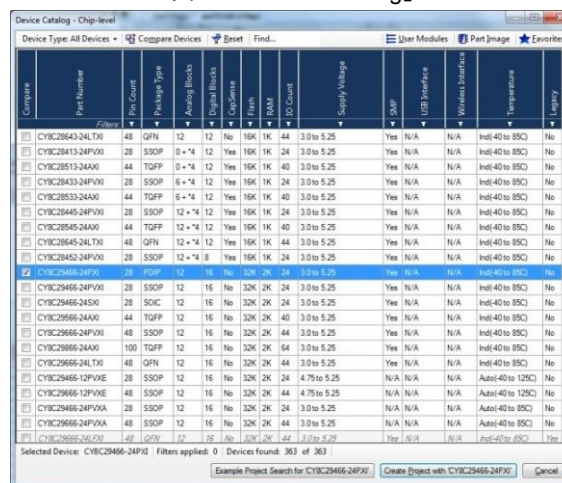 Device Catalog - Chip-level
Device Type: All Devices Compare Devices Reset Find... User Modules Part Image Favorite
Compare Part Number Pin Count Package Type Analog Blocks Digital Blocks CapSense Flash RAM IO Count Supply Voltage SMP USB Interface Wireless Interface Temperature Legacy
Filters:
CY8C28643-24LTXI 48 QFN 12 12 No 16K 1K 44 3.0 to 5.25 Yes N/A N/A Ind(-40 to 85C) No
CY8C28413-24PVXI 28 SSOP 0 + *4 12 Yes 16K 1K 24 3.0 to 5.25 Yes N/A N/A Ind(-40 to 85C) No
CY8C28513-24AXI 44 TQFP 0 + *4 12 Yes 16K 1K 40 3.0 to 5.25 Yes N/A N/A Ind(-40 to 85C) No
CY8C28433-24PVXI 28 SSOP 6 + *4 12 Yes 16K 1K 24 3.0 to 5.25 Yes N/A N/A Ind(-40 to 85C) No
CY8C28533-24AXI 44 TQFP 6 + *4 12 Yes 16K 1K 40 3.0 to 5.25 Yes N/A N/A Ind(-40 to 85C) No
CY8C28445-24PVXI 28 SSOP 12 + *4 12 Yes 16K 1K 24 3.0 to 5.25 Yes N/A N/A Ind(-40 to 85C) No
CY8C28545-24AXI 44 TQFP 12 + *4 12 Yes 16K 1K 40 3.0 to 5.25 Yes N/A N/A Ind(-40 to 85C) No
CY8C28645-24LTXI 48 QFN 12 + *4 12 Yes 16K 1K 44 3.0 to 5.25 Yes N/A N/A Ind(-40 to 85C) No
CY8C28452-24PVXI 28 SSOP 12 + *4 8 Yes 16K 1K 24 3.0 to 5.25 Yes N/A N/A Ind(-40 to 85C) No
CY8C29466-24PXI 28 PDIP 12 16 No 32K 2K 24 3.0 to 5.25 Yes N/A N/A Ind(-40 to 85C) No
CY8C29466-24PVXI 28 SSOP 12 16 No 32K 2K 24 3.0 to 5.25 Yes N/A N/A Ind(-40 to 85C) No
CY8C29466-24SXI 28 SOIC 12 16 No 32K 2K 24 3.0 to 5.25 Yes N/A N/A Ind(-40 to 85C) No
CY8C29566-24AXI 44 TQFP 12 16 No 32K 2K 40 3.0 to 5.25 Yes N/A N/A Ind(-40 to 85C) No
CY8C29666-24PVXI 48 SSOP 12 16 No 32K 2K 44 3.0 to 5.25 Yes N/A N/A Ind(-40 to 85C) No
CY8C29866-24AXI 100 TQFP 12 16 No 32K 2K 64 3.0 to 5.25 Yes N/A N/A Ind(-40 to 85C) No
CY8C29666-24LTXI 48 QFN 12 16 No 32K 2K 44 3.0 to 5.25 Yes N/A N/A Ind(-40 to 85C) No
CY8C29466-12PVXE 28 SSOP 12 16 No 32K 2K 24 4.75 to 5.25 N/A N/A N/A Auto(-40 to 125C) No
CY8C29666-12PVXE 48 SSOP 12 16 No 32K 2K 44 4.75 to 5.25 N/A N/A N/A Auto(-40 to 125C) No
CY8C29466-24PVXA 28 SSOP 12 16 No 32K 2K 24 3.0 to 5.25 N/A N/A N/A Auto(-40 to 85C) No
CY8C29666-24PVXA 48 SSOP 12 16 No 32K 2K 44 3.0 to 5.25 N/A N/A N/A Auto(-40 to 85C) No
CY8C29666-24LFXI 48 QFN 12 16 No 32K 2K 44 3.0 to 5.25 Yes N/A N/A Ind(-40 to 85C) Yes
Selected Device: CY8C29466-24PXI Filters applied: 0 Devices found: 363 of 363
Example Project Search for 'CY8C29466-24PXI' Create Project with 'CY8C29466-24PXI' Cancel